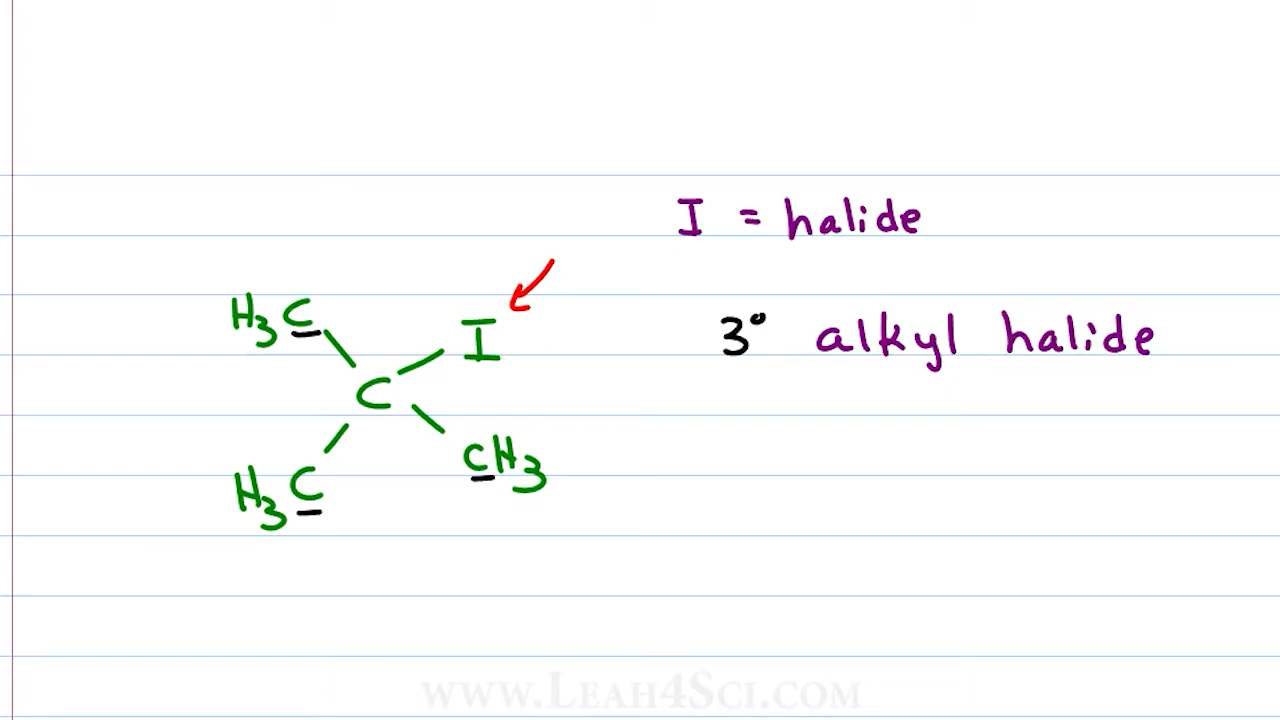 I = halide
H3C I
3° alkyl halide
C
H3C CH3
www.Leah4Sci.com